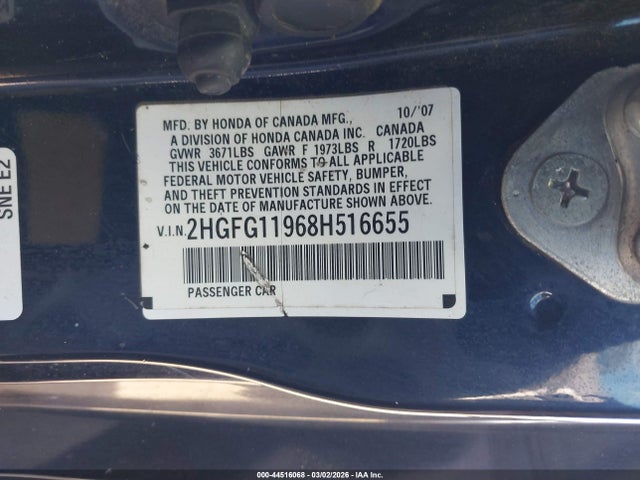 MFD. BY HONDA OF CANADA MFG., 10/'07
A DIVISION OF HONDA CANADA INC. CANADA
GVWR 3671LBS GAWR F 1973LBS R 1720LBS
THIS VEHICLE CONFORMS TO ALL APPLICABLE
FEDERAL MOTOR VEHICLE SAFETY, BUMPER,
AND THEFT PREVENTION STANDARDS IN EFFECT
ON THE DATE OF MANUFACTURE SHOWN ABOVE.
V.I.N. 2HGFG11968H516655
PASSENGER CAR
SNE E2
000-44516068 | 03/02/2026 | IAA Inc.